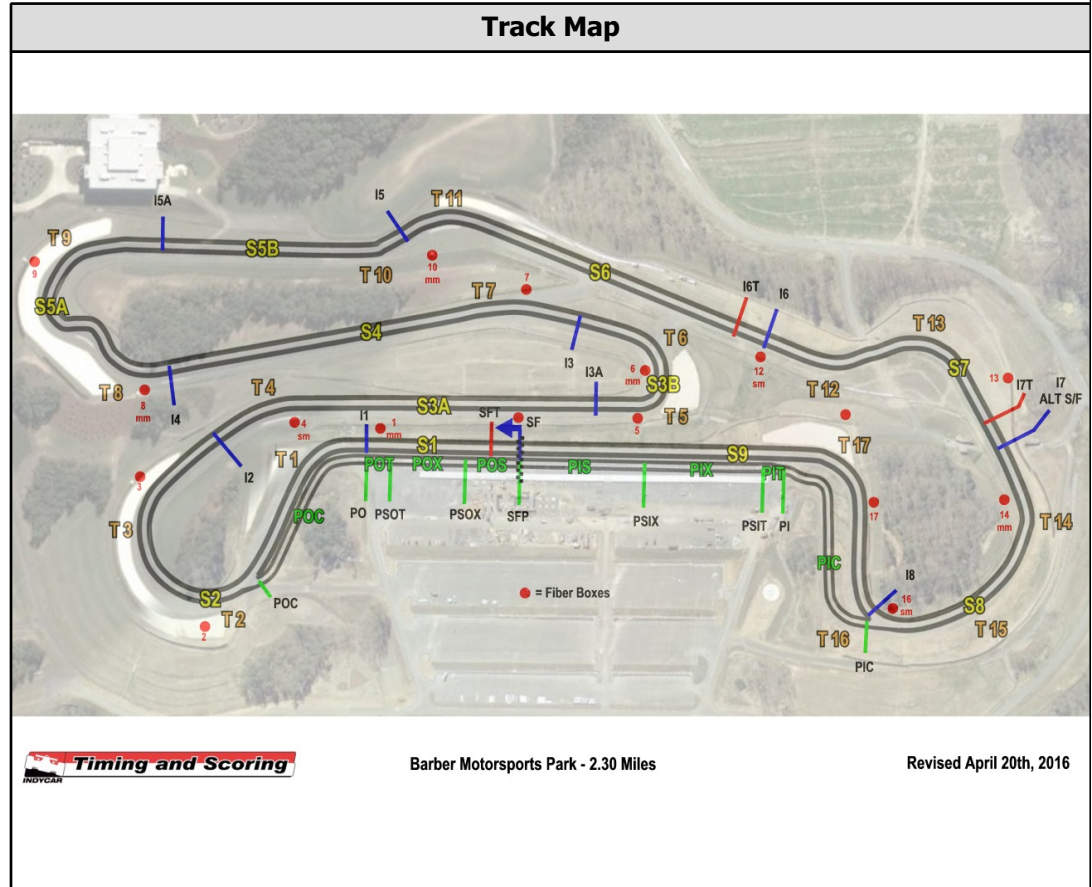 Track Map
T 11
I5
I5A
T 9
S5B
T 10
10
mm
9
7
T 7
S6
I6T
I6
S5A
S4
T 6
T 13
I3
12
sm
S7
I3A
6
mm
S3B
T 12
13
I7T
I7
ALT S/F
T 8
8
mm
I4
T 4
S3A
SFT
SF
T 5
5
4
sm
I1
1
mm
S1
S9
T 17
T 1
I2
POT
POX
POS
PIS
PIX
PIT
3
PO
PSOT
PSOX
SFP
PSIX
PSIT
PI
17
14
mm
T 14
T 3
POC
PIC
I8
= Fiber Boxes
S2
POC
T 2
2
16
sm
S8
T 15
T 16
PIC
INDYCAR
Timing and Scoring
Barber Motorsports Park - 2.30 Miles
Revised April 20th, 2016